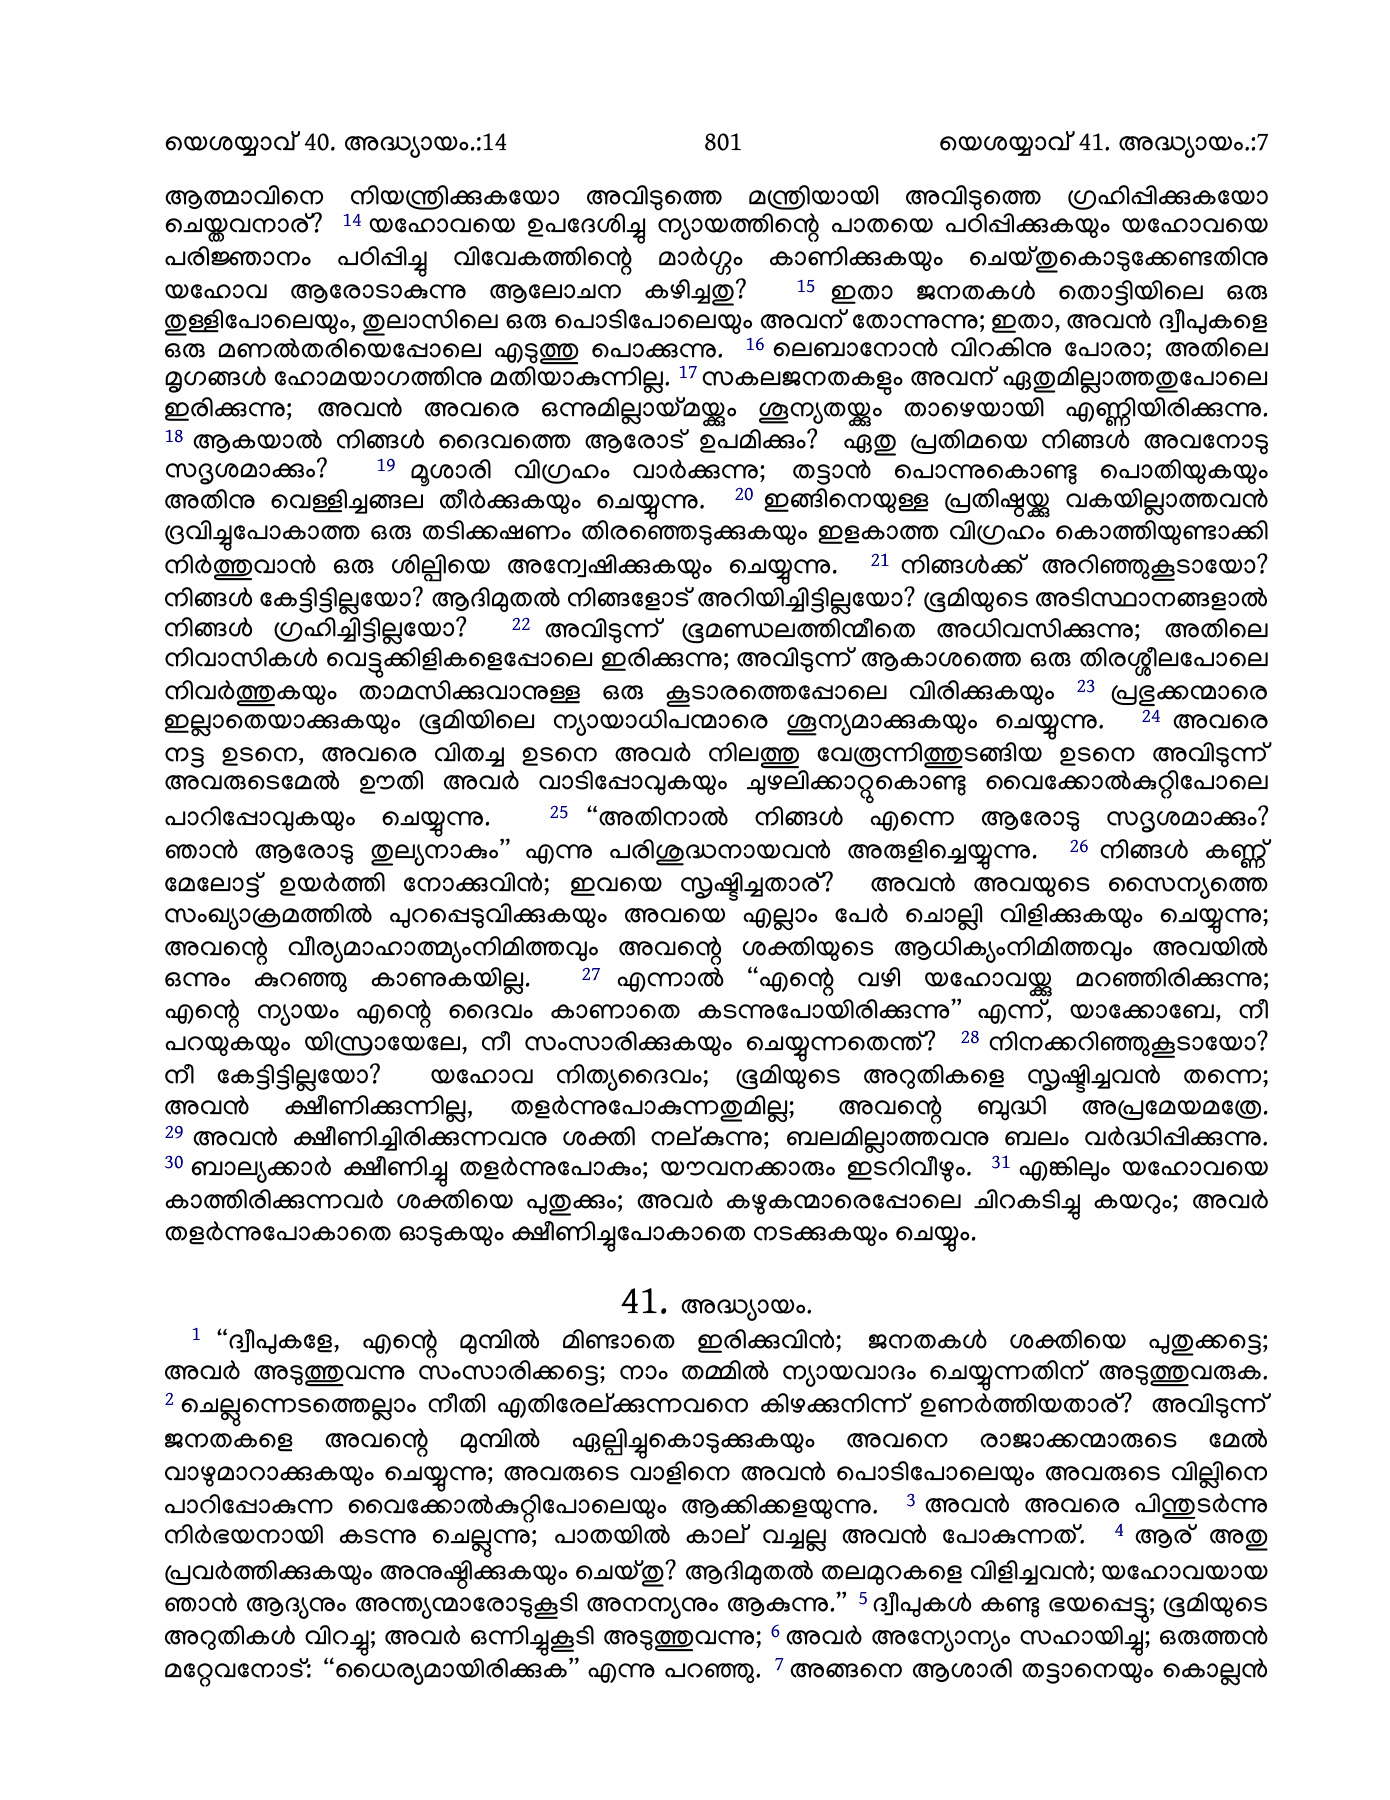 യെശയ്യാവ് 40. അദ്ധ്യായം.:14 801 യെശയ്യാവ് 41. അദ്ധ്യായം.:7
ആത്മാവിനെ നിയന്ത്രിക്കുകയോ അവിടുത്തെ മന്ത്രിയായി അവിടുത്തെ ഗ്രഹിപ്പിക്കുകയോ
ചെയ്തവനാര്? 14 യഹോവയെ ഉപദേശിച്ചു ന്യായത്തിന്റെ പാതയെ പഠിപ്പിക്കുകയും യഹോവയെ
പരിജ്ഞാനം പഠിപ്പിച്ചു വിവേകത്തിന്റെ മാർഗ്ഗം കാണിക്കുകയും ചെയ്തുകൊടുക്കേണ്ടതിനു
യഹോവ ആരോടാകുന്നു ആലോചന കഴിച്ചതു? 15 ഇതാ ജനതകൾ തൊട്ടിയിലെ ഒരു
തുള്ളിപോലെയും, തുലാസിലെ ഒരു പൊടിപോലെയും അവന് തോന്നുന്നു; ഇതാ, അവൻ ദ്വീപുകളെ
ഒരു മണൽതരിയെപ്പോലെ എടുത്തു പൊക്കുന്നു. 16 ലെബാനോൻ വിറകിനു പോരാ; അതിലെ
മൃഗങ്ങൾ ഹോമയാഗത്തിനു മതിയാകുന്നില്ല. 17 സകലജനതകളും അവന് ഏതുമില്ലാത്തതുപോലെ
ഇരിക്കുന്നു; അവൻ അവരെ ഒന്നുമില്ലായ്മയ്ക്കും ശൂന്യതയ്ക്കും താഴെയായി എണ്ണിയിരിക്കുന്നു.
18 ആകയാൽ നിങ്ങൾ ദൈവത്തെ ആരോട് ഉപമിക്കും? ഏതു പ്രതിമയെ നിങ്ങൾ അവനോടു
സദൃശമാക്കും? 19 മൂശാരി വിഗ്രഹം വാർക്കുന്നു; തട്ടാൻ പൊന്നുകൊണ്ടു പൊതിയുകയും
അതിനു വെള്ളിച്ചങ്ങല തീർക്കുകയും ചെയ്യുന്നു. 20 ഇങ്ങിനെയുള്ള പ്രതിഷ്ഠയ്ക്കു വകയില്ലാത്തവൻ
ദ്രവിച്ചുപോകാത്ത ഒരു തടിക്കഷണം തിരഞ്ഞെടുക്കുകയും ഇളകാത്ത വിഗ്രഹം കൊത്തിയുണ്ടാക്കി
നിർത്തുവാൻ ഒരു ശില്പിയെ അന്വേഷിക്കുകയും ചെയ്യുന്നു. 21 നിങ്ങൾക്ക് അറിഞ്ഞുകൂടായോ?
നിങ്ങൾ കേട്ടിട്ടില്ലയോ? ആദിമുതൽ നിങ്ങളോട് അറിയിച്ചിട്ടില്ലയോ? ഭൂമിയുടെ അടിസ്ഥാനങ്ങളാൽ
നിങ്ങൾ ഗ്രഹിച്ചിട്ടില്ലയോ? 22 അവിടുന്ന് ഭൂമണ്ഡലത്തിന്മീതെ അധിവസിക്കുന്നു; അതിലെ
നിവാസികൾ വെട്ടുക്കിളികളെപ്പോലെ ഇരിക്കുന്നു; അവിടുന്ന് ആകാശത്തെ ഒരു തിരശ്ശീലപോലെ
നിവർത്തുകയും താമസിക്കുവാനുള്ള ഒരു കൂടാരത്തെപ്പോലെ വിരിക്കുകയും 23 പ്രഭുക്കന്മാരെ
ഇല്ലാതെയാക്കുകയും ഭൂമിയിലെ ന്യായാധിപന്മാരെ ശൂന്യമാക്കുകയും ചെയ്യുന്നു. 24 അവരെ
നട്ട ഉടനെ, അവരെ വിതച്ച ഉടനെ അവർ നിലത്തു വേരൂന്നിത്തുടങ്ങിയ ഉടനെ അവിടുന്ന്
അവരുടെമേൽ ഊതി അവർ വാടിപ്പോവുകയും ചുഴലിക്കാറ്റുകൊണ്ടു വൈക്കോൽകുറ്റിപോലെ
പാറിപ്പോവുകയും ചെയ്യുന്നു. 25 “അതിനാൽ നിങ്ങൾ എന്നെ ആരോടു സദൃശമാക്കും?
ഞാൻ ആരോടു തുല്യനാകും” എന്നു പരിശുദ്ധനായവൻ അരുളിച്ചെയ്യുന്നു. 26 നിങ്ങൾ കണ്ണ്
മേലോട്ട് ഉയർത്തി നോക്കുവിൻ; ഇവയെ സൃഷ്ടിച്ചതാര്? അവൻ അവയുടെ സൈന്യത്തെ
സംഖ്യാക്രമത്തിൽ പുറപ്പെടുവിക്കുകയും അവയെ എല്ലാം പേർ ചൊല്ലി വിളിക്കുകയും ചെയ്യുന്നു;
അവന്റെ വീര്യമാഹാത്മ്യംനിമിത്തവും അവന്റെ ശക്തിയുടെ ആധിക്യംനിമിത്തവും അവയിൽ
ഒന്നും കുറഞ്ഞു കാണുകയില്ല. 27 എന്നാൽ “എന്റെ വഴി യഹോവയ്ക്കു മറഞ്ഞിരിക്കുന്നു;
എന്റെ ന്യായം എന്റെ ദൈവം കാണാതെ കടന്നുപോയിരിക്കുന്നു” എന്ന്, യാക്കോബേ, നീ
പറയുകയും യിസ്രായേലേ, നീ സംസാരിക്കുകയും ചെയ്യുന്നതെന്ത്? 28 നിനക്കറിഞ്ഞുകൂടായോ?
നീ കേട്ടിട്ടില്ലയോ? യഹോവ നിത്യദൈവം; ഭൂമിയുടെ അറുതികളെ സൃഷ്ടിച്ചവൻ തന്നെ;
അവൻ ക്ഷീണിക്കുന്നില്ല, തളർന്നുപോകുന്നതുമില്ല; അവന്റെ ബുദ്ധി അപ്രമേയമത്രേ.
29 അവൻ ക്ഷീണിച്ചിരിക്കുന്നവനു ശക്തി നല്കുന്നു; ബലമില്ലാത്തവനു ബലം വർദ്ധിപ്പിക്കുന്നു.
30 ബാല്യക്കാർ ക്ഷീണിച്ചു തളർന്നുപോകും; യൗവനക്കാരും ഇടറിവീഴും. 31 എങ്കിലും യഹോവയെ
കാത്തിരിക്കുന്നവർ ശക്തിയെ പുതുക്കും; അവർ കഴുകന്മാരെപ്പോലെ ചിറകടിച്ചു കയറും; അവർ
തളർന്നുപോകാതെ ഓടുകയും ക്ഷീണിച്ചുപോകാതെ നടക്കുകയും ചെയ്യും.
41. അദ്ധ്യായം.
1 “ദ്വീപുകളേ, എന്റെ മുമ്പിൽ മിണ്ടാതെ ഇരിക്കുവിൻ; ജനതകൾ ശക്തിയെ പുതുക്കട്ടെ;
അവർ അടുത്തുവന്നു സംസാരിക്കട്ടെ; നാം തമ്മിൽ ന്യായവാദം ചെയ്യുന്നതിന് അടുത്തുവരുക.
2 ചെല്ലുന്നെടത്തെല്ലാം നീതി എതിരേല്ക്കുന്നവനെ കിഴക്കുനിന്ന് ഉണർത്തിയതാര്? അവിടുന്ന്
ജനതകളെ അവന്റെ മുമ്പിൽ ഏല്പിച്ചുകൊടുക്കുകയും അവനെ രാജാക്കന്മാരുടെ മേൽ
വാഴുമാറാക്കുകയും ചെയ്യുന്നു; അവരുടെ വാളിനെ അവൻ പൊടിപോലെയും അവരുടെ വില്ലിനെ
പാറിപ്പോകുന്ന വൈക്കോൽകുറ്റിപോലെയും ആക്കിക്കളയുന്നു. 3 അവൻ അവരെ പിന്തുടർന്നു
നിർഭയനായി കടന്നു ചെല്ലുന്നു; പാതയിൽ കാല് വച്ചല്ല അവൻ പോകുന്നത്. 4 ആര് അതു
പ്രവർത്തിക്കുകയും അനുഷ്ഠിക്കുകയും ചെയ്തു? ആദിമുതൽ തലമുറകളെ വിളിച്ചവൻ; യഹോവയായ
ഞാൻ ആദ്യനും അന്ത്യന്മാരോടുകൂടി അനന്യനും ആകുന്നു.” 5 ദ്വീപുകൾ കണ്ടു ഭയപ്പെട്ടു; ഭൂമിയുടെ
അറുതികൾ വിറച്ചു; അവർ ഒന്നിച്ചുകൂടി അടുത്തുവന്നു; 6 അവർ അന്യോന്യം സഹായിച്ചു; ഒരുത്തൻ
മറ്റേവനോട്: “ധൈര്യമായിരിക്കുക” എന്നു പറഞ്ഞു. 7 അങ്ങനെ ആശാരി തട്ടാനെയും കൊല്ലൻ